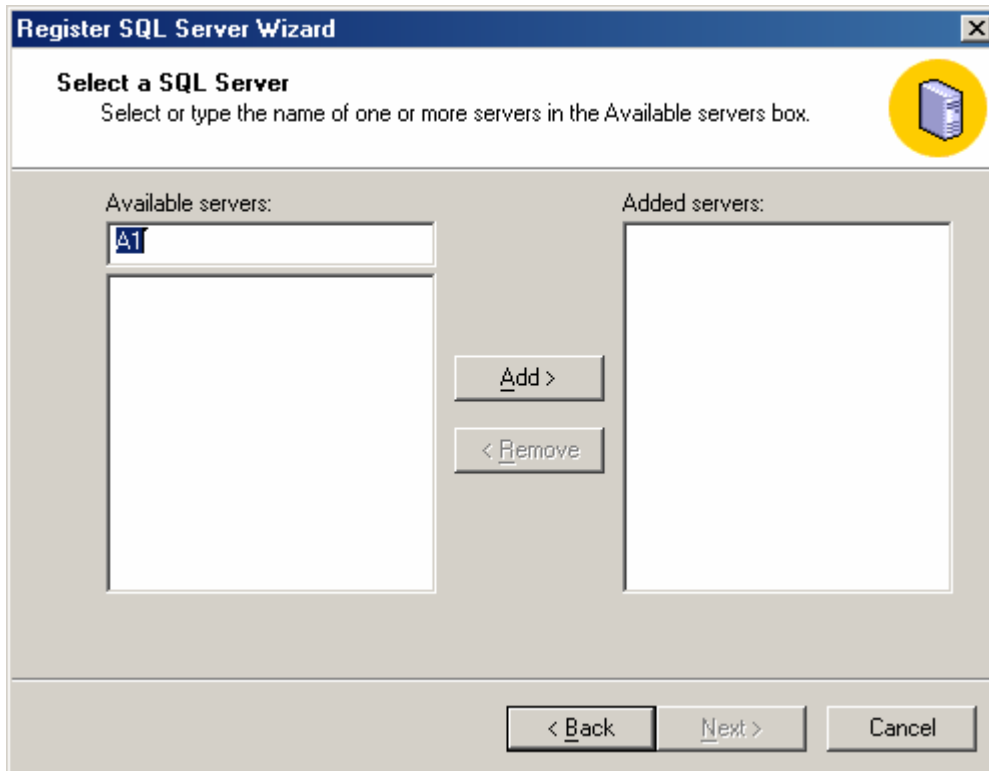 Register SQL Server Wizard
Select a SQL Server
Select or type the name of one or more servers in the Available servers box.
Available servers:
Added servers:
A1
Add >
< Remove
< Back
Next >
Cancel